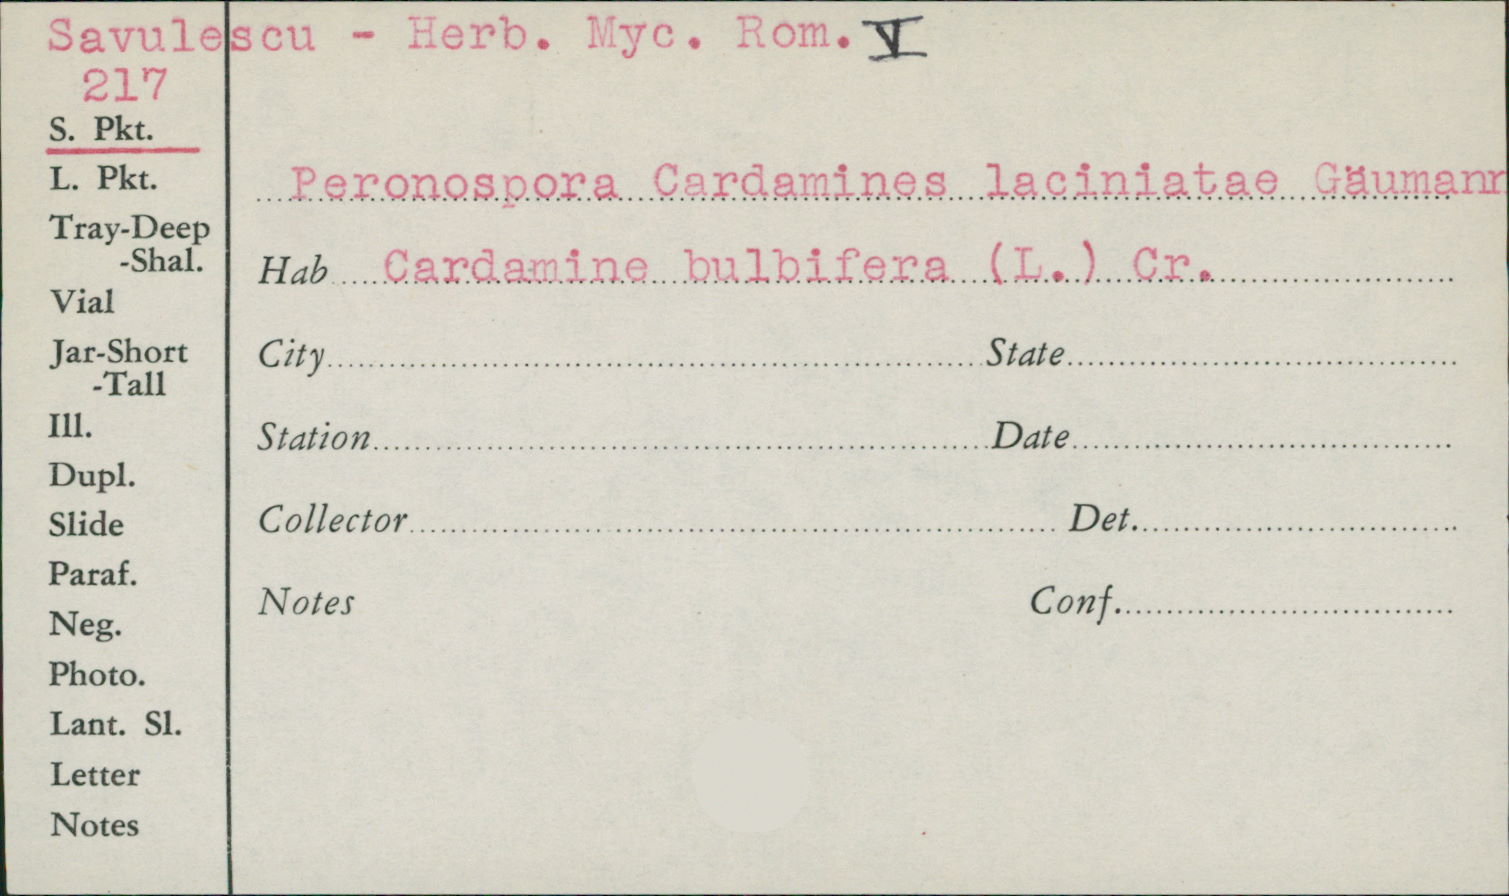 Savulescu - Herb. Myc. Rom. V
217
S. Pkt.
L. Pkt.
Peronospora Cardamines laciniatae Gäumann
Tray-Deep
-Shal.
Hab Cardamine bulbifera (L.) Cr.
Vial
Jar-Short
-Tall
City State
Ill.
Station Date
Dupl.
Slide
Collector Det.
Paraf.
Notes Conf.
Neg.
Photo.
Lant. Sl.
Letter
Notes